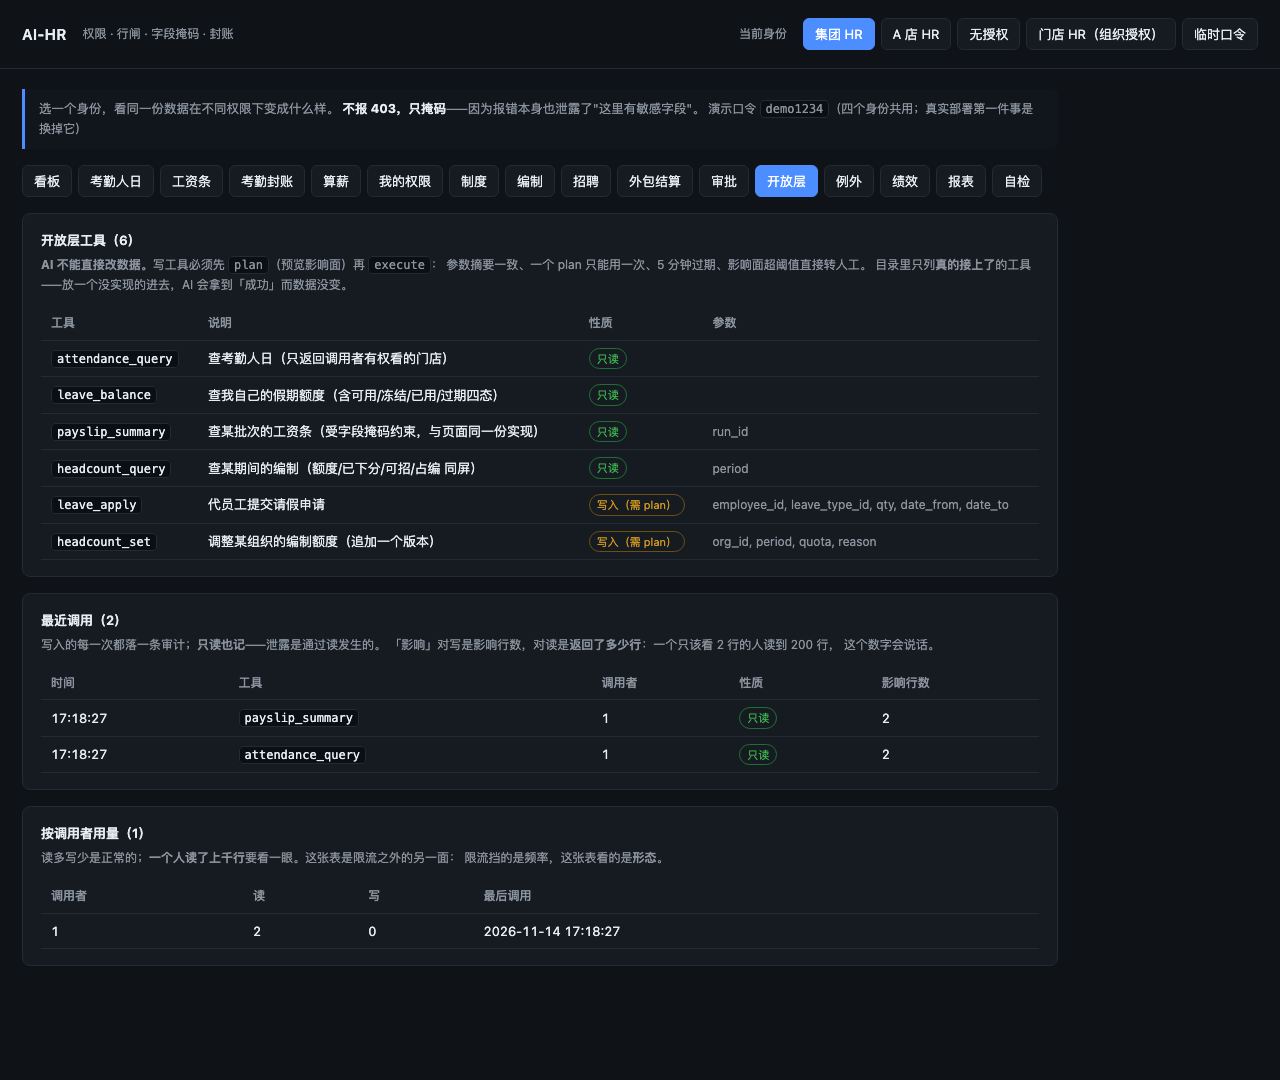 AI-HR 权限 · 行闸 · 字段掩码 · 封账 当前身份 集团 HR A 店 HR 无授权 门店 HR（组织授权） 临时口令
选一个身份，看同一份数据在不同权限下变成什么样。 不报 403，只掩码——因为报错本身也泄露了"这里有敏感字段"。 演示口令 demo1234 （四个身份共用；真实部署第一件事是
换掉它）
看板 考勤人日 工资条 考勤封账 算薪 我的权限 制度 编制 招聘 外包结算 审批 开放层 例外 绩效 报表 自检
开放层工具（6）
AI 不能直接改数据。写工具必须先 plan （预览影响面）再 execute ： 参数摘要一致、一个 plan 只能用一次、5 分钟过期、影响面超阈值直接转人工。 目录里只列真的接上了的工具
——放一个没实现的进去，AI 会拿到「成功」而数据没变。
工具 说明 性质 参数
attendance_query 查考勤人日（只返回调用者有权看的门店） 只读
leave_balance 查我自己的假期额度（含可用/冻结/已用/过期四态） 只读
payslip_summary 查某批次的工资条（受字段掩码约束，与页面同一份实现） 只读 run_id
headcount_query 查某期间的编制（额度/已下分/可招/占编 同屏） 只读 period
leave_apply 代员工提交请假申请 写入（需 plan） employee_id, leave_type_id, qty, date_from, date_to
headcount_set 调整某组织的编制额度（追加一个版本） 写入（需 plan） org_id, period, quota, reason
最近调用（2）
写入的每一次都落一条审计；只读也记——泄露是通过读发生的。 「影响」对写是影响行数，对读是返回了多少行：一个只该看 2 行的人读到 200 行， 这个数字会说话。
时间 工具 调用者 性质 影响行数
17:18:27 payslip_summary 1 只读 2
17:18:27 attendance_query 1 只读 2
按调用者用量（1）
读多写少是正常的；一个人读了上千行要看一眼。这张表是限流之外的另一面： 限流挡的是频率，这张表看的是形态。
调用者 读 写 最后调用
1 2 0 2026-11-14 17:18:27